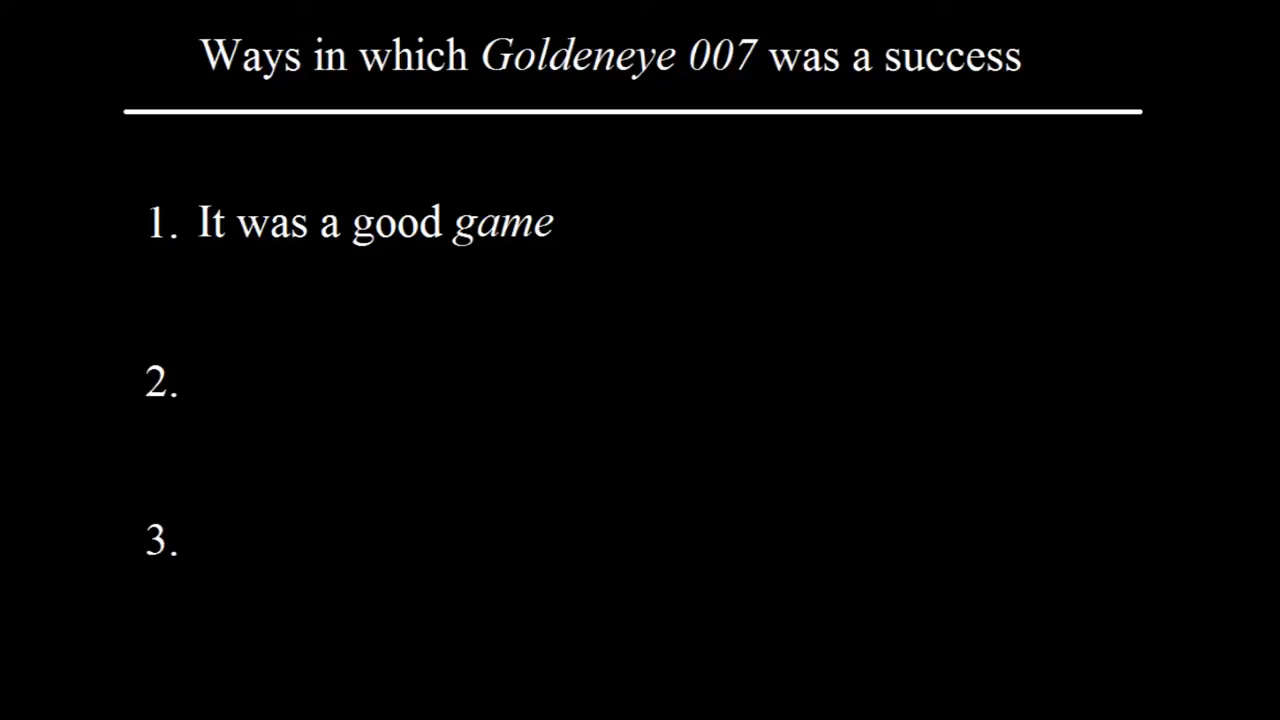 Ways in which Goldeneye 007 was a success
1. It was a good game
2.
3.